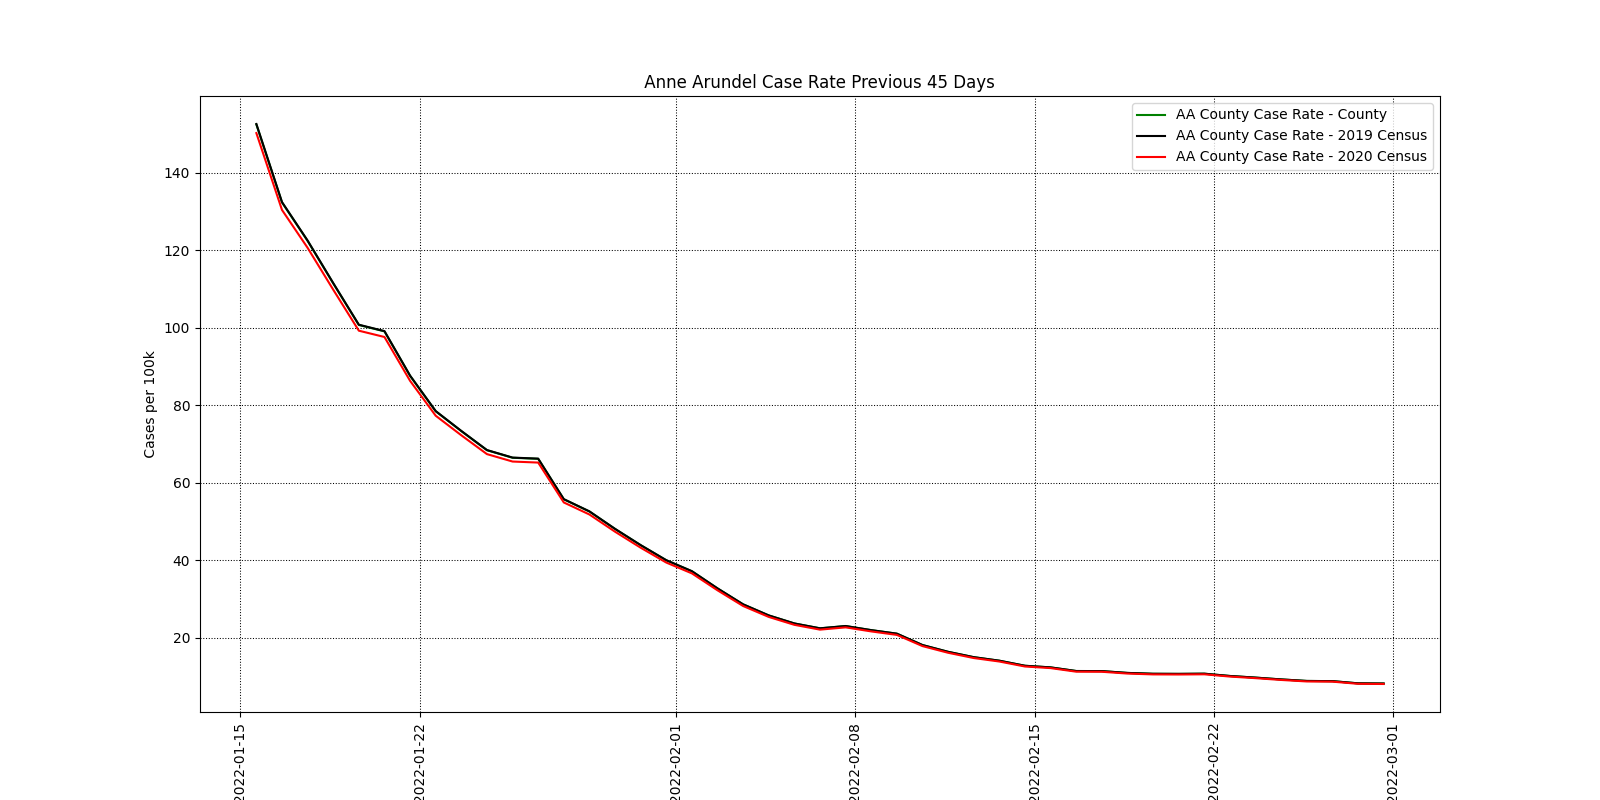 Anne Arundel Case Rate Previous 45 Days
AA County Case Rate - County
AA County Case Rate - 2019 Census
AA County Case Rate - 2020 Census
140
120
100
80
60
40
20
Cases per 100k
2022-01-15
2022-01-22
2022-02-01
2022-02-08
2022-02-15
2022-02-22
2022-03-01